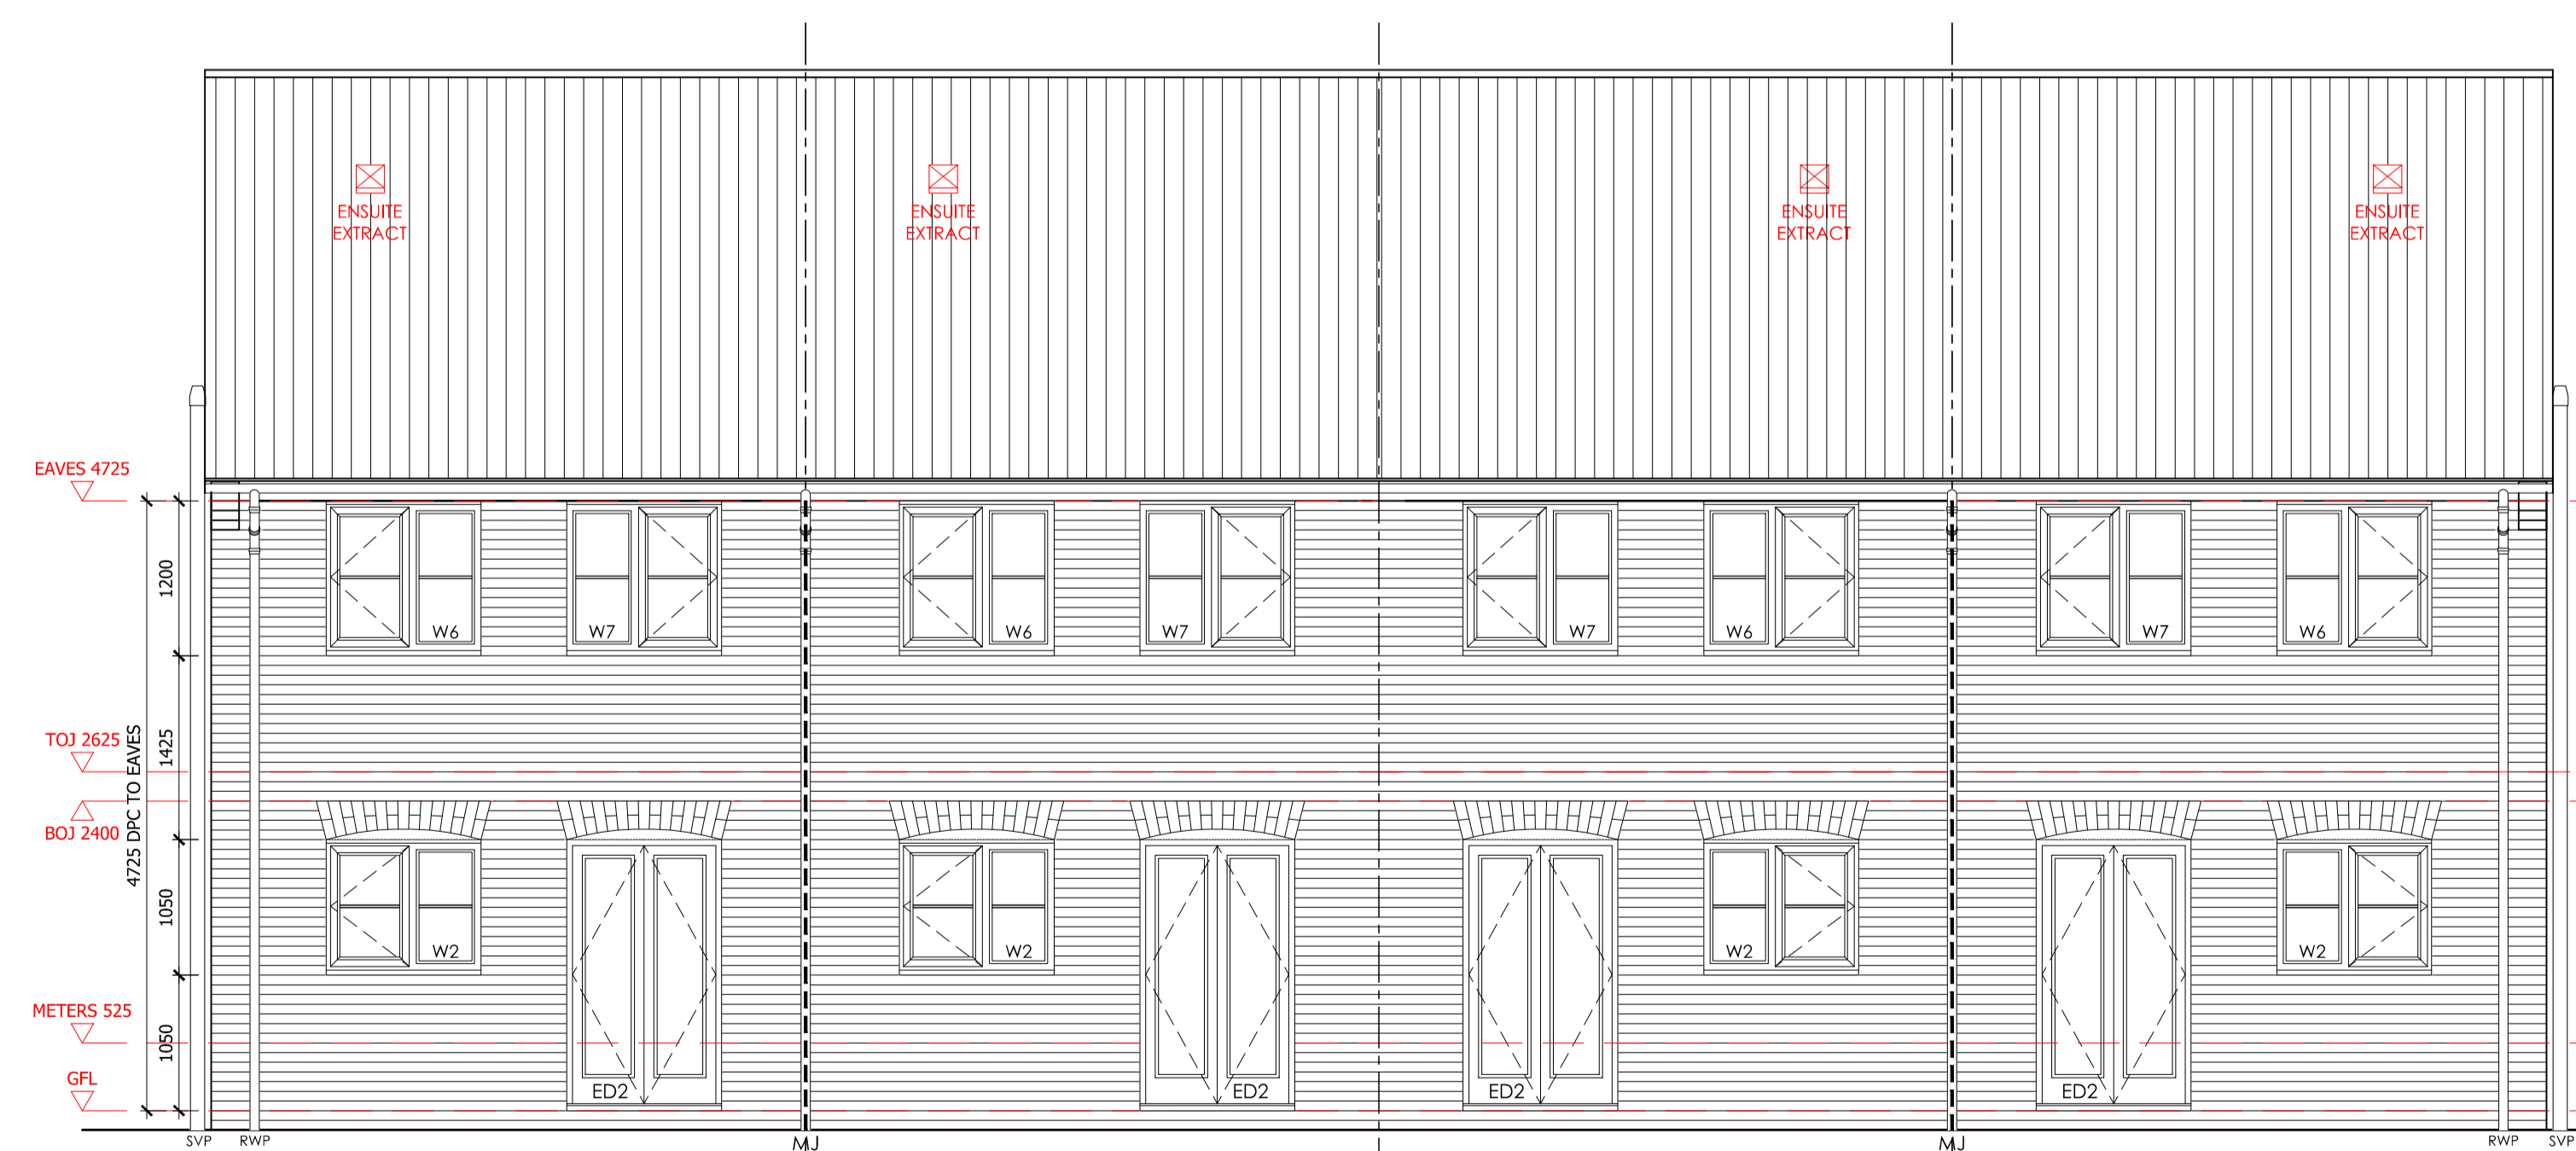 ENSUITE
EXTRACT
ENSUITE
EXTRACT
ENSUITE
EXTRACT
ENSUITE
EXTRACT
EAVES 4725
1200
W6
W7
W6
W7
W7
W6
W7
W6
TOJ 2625
4725 DPC TO EAVES
1425
BOJ 2400
1050
W2
W2
W2
W2
METERS 525
1050
GFL
ED2
ED2
ED2
ED2
SVP
RWP
MJ
MJ
RWP
SVP